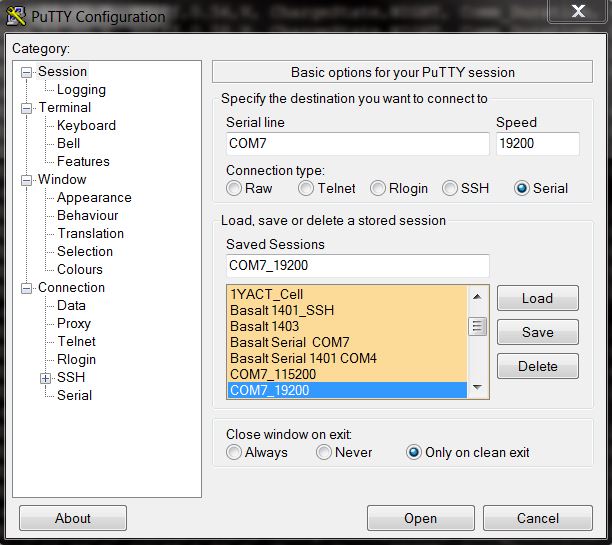 PuTTY Configuration
Category:
Session
Logging
Terminal
Keyboard
Bell
Features
Window
Appearance
Behaviour
Translation
Selection
Colours
Connection
Data
Proxy
Telnet
Rlogin
SSH
Serial
Basic options for your PuTTY session
Specify the destination you want to connect to
Serial line Speed
COM7 19200
Connection type:
Raw Telnet Rlogin SSH Serial
Load, save or delete a stored session
Saved Sessions
COM7_19200
1YACT_Cell
Basalt 1401_SSH
Basalt 1403
Basalt Serial  COM7
Basalt Serial 1401 COM4
COM7_115200
COM7_19200
Load
Save
Delete
Close window on exit:
Always Never Only on clean exit
About Open Cancel